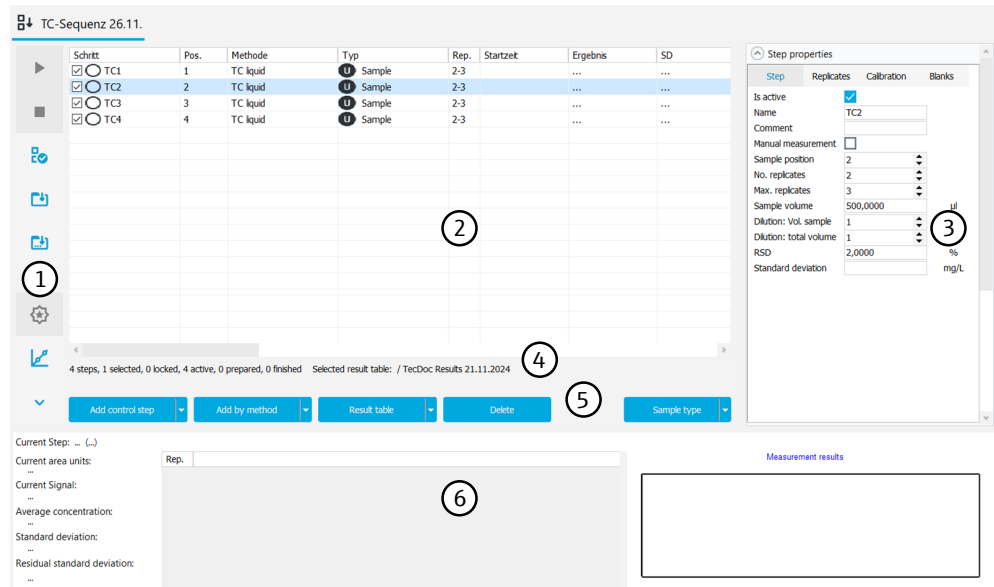 TC-Sequenz 26.11.
Schritt Pos. Methode Typ Rep. Startzeit Ergebnis SD
TC1 1 TC liquid U Sample 2-3 ... ...
TC2 2 TC liquid U Sample 2-3 ... ...
TC3 3 TC liquid U Sample 2-3 ... ...
TC4 4 TC liquid U Sample 2-3 ... ...
1
2
4 steps, 1 selected, 0 locked, 4 active, 0 prepared, 0 finished Selected result table: / TecDoc Results 21.11.2024
4
Add control step Add by method Result table Delete Sample type
5
Step properties
Step Replicates Calibration Blanks
Is active
Name TC2
Comment
Manual measurement
Sample position 2
No. replicates 2
Max. replicates 3
Sample volume 500,0000 µl
Dilution: Vol. sample 1
Dilution: total volume 1
RSD 2,0000 %
Standard deviation mg/L
3
Current Step: ... (...)
Current area units:
...
Current Signal:
...
Average concentration:
...
Standard deviation:
...
Residual standard deviation:
...
Rep.
6
Measurement results